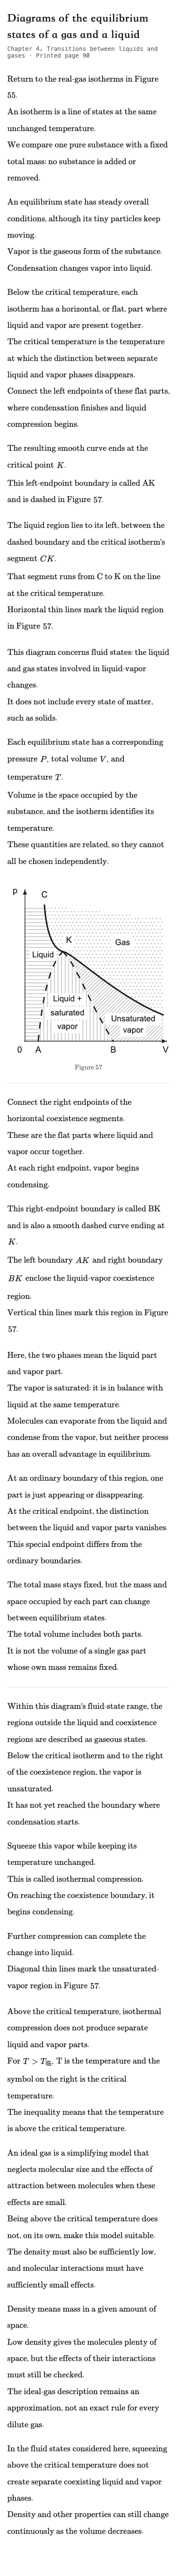 Diagrams of the equilibrium
states of a gas and a liquid
Chapter 4. Transitions between liquids and
gases · Printed page 90
Return to the real-gas isotherms in Figure
55.
An isotherm is a line of states at the same
unchanged temperature.
We compare one pure substance with a fixed
total mass: no substance is added or
removed.
An equilibrium state has steady overall
conditions, although its tiny particles keep
moving.
Vapor is the gaseous form of the substance.
Condensation changes vapor into liquid.
Below the critical temperature, each
isotherm has a horizontal, or flat, part where
liquid and vapor are present together.
The critical temperature is the temperature
at which the distinction between separate
liquid and vapor phases disappears.
Connect the left endpoints of these flat parts,
where condensation finishes and liquid
compression begins.
The resulting smooth curve ends at the
critical point K.
This left-endpoint boundary is called AK
and is dashed in Figure 57.
The liquid region lies to its left, between the
dashed boundary and the critical isotherm's
segment CK.
That segment runs from C to K on the line
at the critical temperature.
Horizontal thin lines mark the liquid region
in Figure 57.
This diagram concerns fluid states: the liquid
and gas states involved in liquid-vapor
changes.
It does not include every state of matter,
such as solids.
Each equilibrium state has a corresponding
pressure P, total volume V, and
temperature T.
Volume is the space occupied by the
substance, and the isotherm identifies its
temperature.
These quantities are related, so they cannot
all be chosen independently.
p
C
K
Gas
Liquid
Liquid +
saturated
vapor
Unsaturated
vapor
0 A B V
Figure 57
Connect the right endpoints of the
horizontal coexistence segments.
These are the flat parts where liquid and
vapor occur together.
At each right endpoint, vapor begins
condensing.
This right-endpoint boundary is called BK
and is also a smooth dashed curve ending at
K.
The left boundary AK and right boundary
BK enclose the liquid-vapor coexistence
region.
Vertical thin lines mark this region in Figure
57.
Here, the two phases mean the liquid part
and vapor part.
The vapor is saturated: it is in balance with
liquid at the same temperature.
Molecules can evaporate from the liquid and
condense from the vapor, but neither process
has an overall advantage in equilibrium.
At an ordinary boundary of this region, one
part is just appearing or disappearing.
At the critical endpoint, the distinction
between the liquid and vapor parts vanishes.
This special endpoint differs from the
ordinary boundaries.
The total mass stays fixed, but the mass and
space occupied by each part can change
between equilibrium states.
The total volume includes both parts.
It is not the volume of a single gas part
whose own mass remains fixed.
Within this diagram's fluid-state range, the
regions outside the liquid and coexistence
regions are described as gaseous states.
Below the critical isotherm and to the right
of the coexistence region, the vapor is
unsaturated.
It has not yet reached the boundary where
condensation starts.
Squeeze this vapor while keeping its
temperature unchanged.
This is called isothermal compression.
On reaching the coexistence boundary, it
begins condensing.
Further compression can complete the
change into liquid.
Diagonal thin lines mark the unsaturated-
vapor region in Figure 57.
Above the critical temperature, isothermal
compression does not produce separate
liquid and vapor parts.
For T > T临, T is the temperature and the
symbol on the right is the critical
temperature.
The inequality means that the temperature
is above the critical temperature.
An ideal gas is a simplifying model that
neglects molecular size and the effects of
attraction between molecules when these
effects are small.
Being above the critical temperature does
not, on its own, make this model suitable.
The density must also be sufficiently low,
and molecular interactions must have
sufficiently small effects.
Density means mass in a given amount of
space.
Low density gives the molecules plenty of
space, but the effects of their interactions
must still be checked.
The ideal-gas description remains an
approximation, not an exact rule for every
dilute gas.
In the fluid states considered here, squeezing
above the critical temperature does not
create separate coexisting liquid and vapor
phases.
Density and other properties can still change
continuously as the volume decreases.